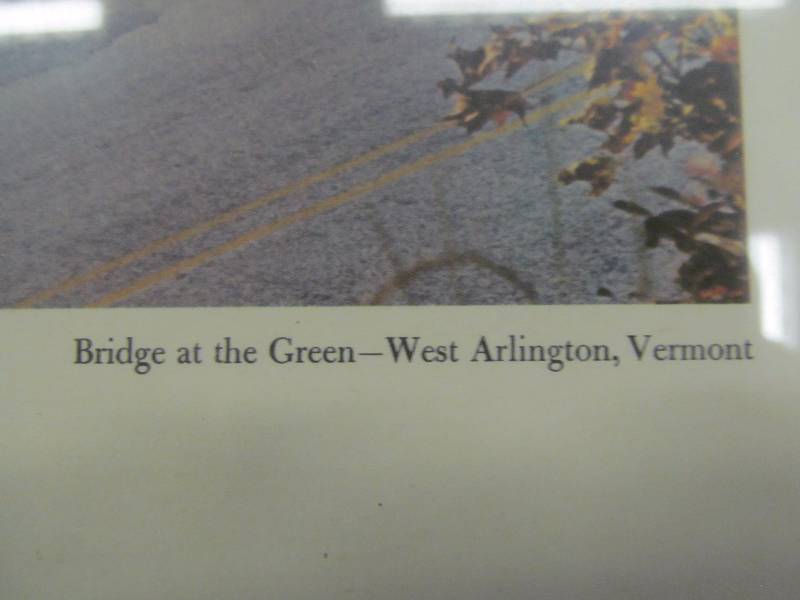 Bridge at the Green—West Arlington, Vermont